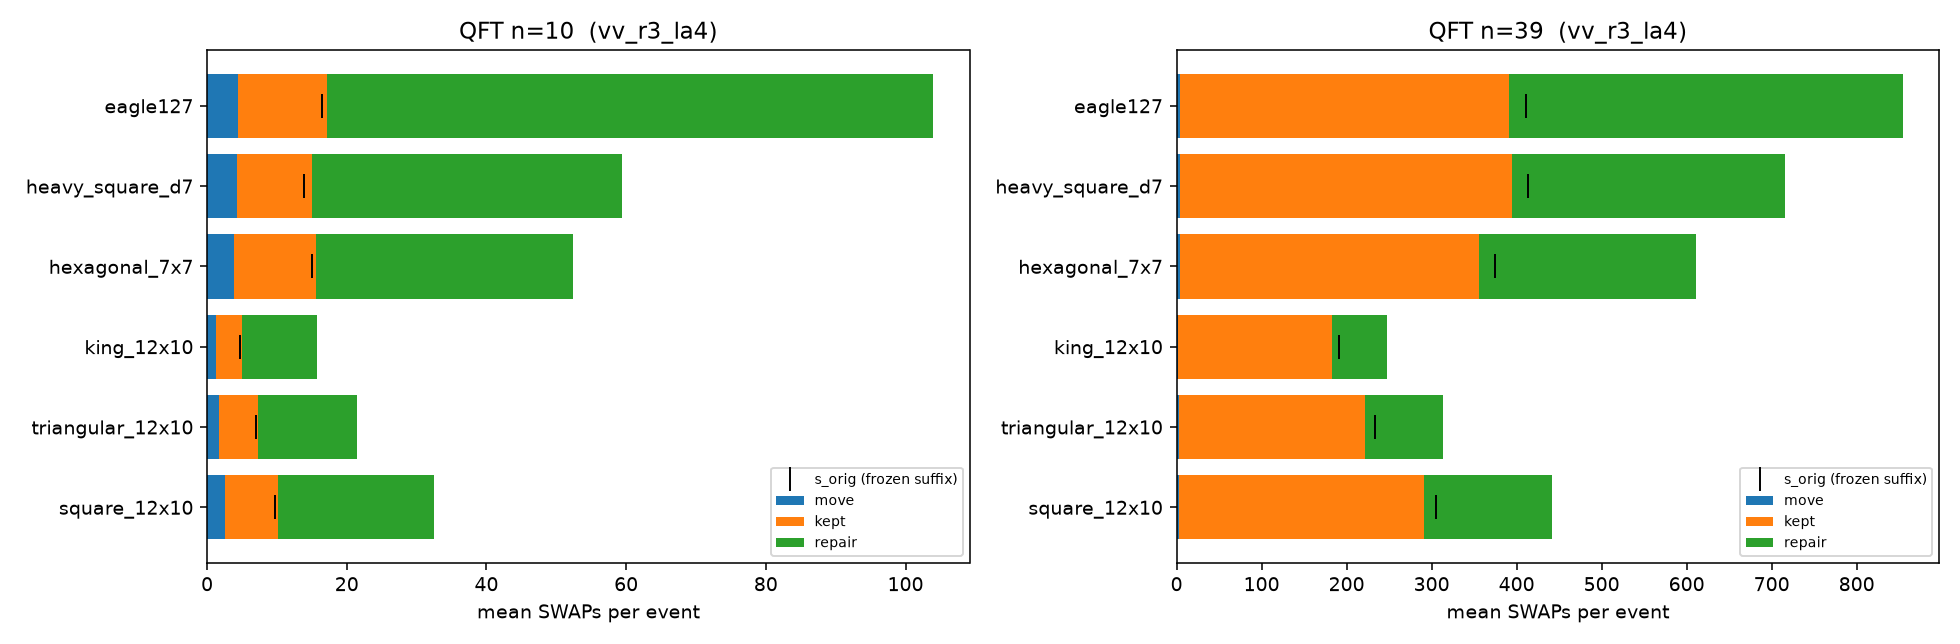 QFT n=10  (vv_r3_la4)
eagle127
heavy_square_d7
hexagonal_7x7
king_12x10
triangular_12x10
square_12x10
s_orig (frozen suffix)
move
kept
repair
0 20 40 60 80 100
mean SWAPs per event
QFT n=39  (vv_r3_la4)
eagle127
heavy_square_d7
hexagonal_7x7
king_12x10
triangular_12x10
square_12x10
s_orig (frozen suffix)
move
kept
repair
0 100 200 300 400 500 600 700 800
mean SWAPs per event